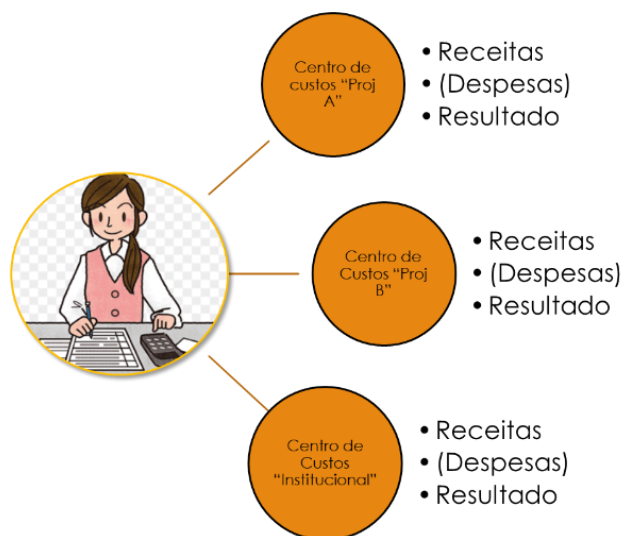 Centro de
custos “Proj
A”
• Receitas
• (Despesas)
• Resultado
Centro de
Custos “Proj
B”
• Receitas
• (Despesas)
• Resultado
Centro de
Custos
“Institucional”
• Receitas
• (Despesas)
• Resultado